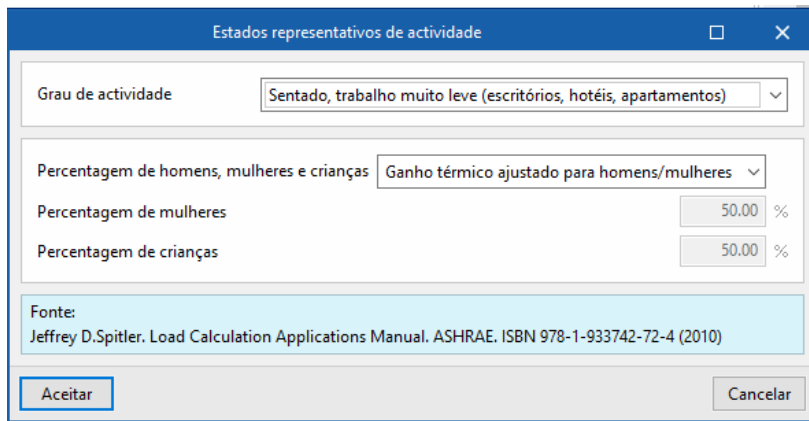 Estados representativos de actividade
Grau de actividade
Sentado, trabalho muito leve (escritórios, hotéis, apartamentos)
Percentagem de homens, mulheres e crianças
Ganho térmico ajustado para homens/mulheres
Percentagem de mulheres
50.00 %
Percentagem de crianças
50.00 %
Fonte:
Jeffrey D.Spitler. Load Calculation Applications Manual. ASHRAE. ISBN 978-1-933742-72-4 (2010)
Aceitar
Cancelar